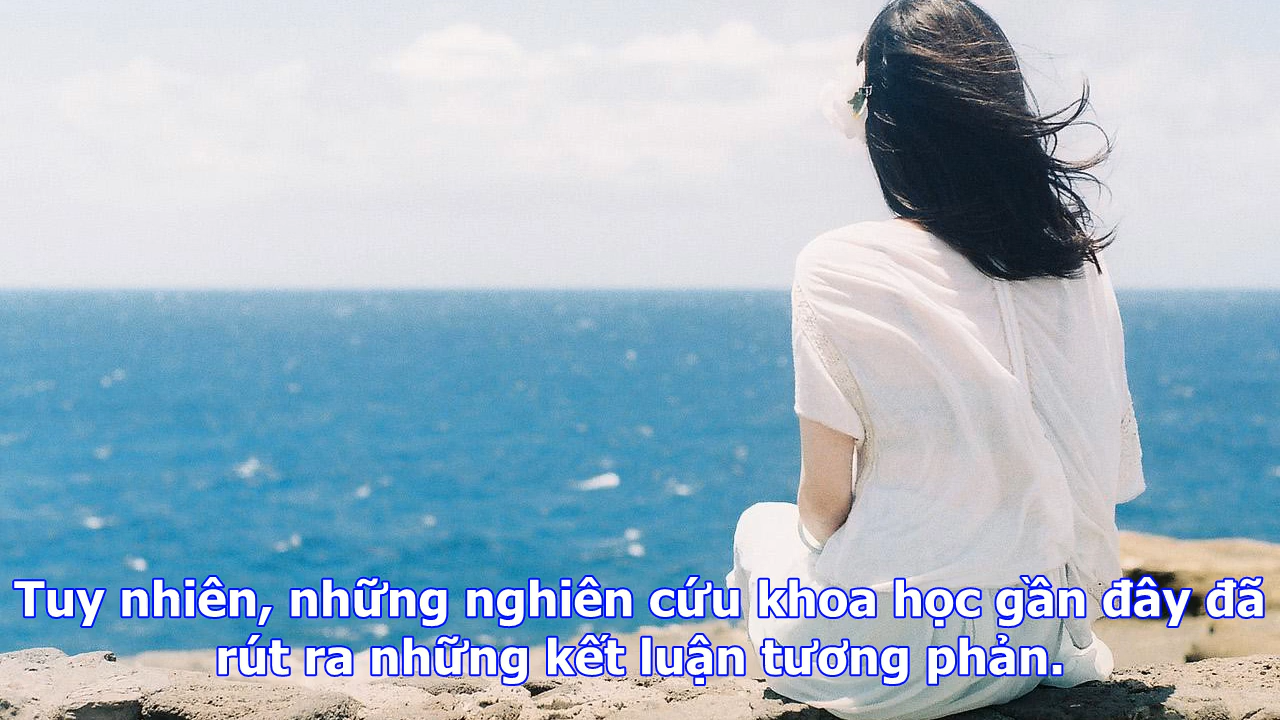 Tuy nhiên, những nghiên cứu khoa học gần đây đã
rút ra những kết luận tương phản.